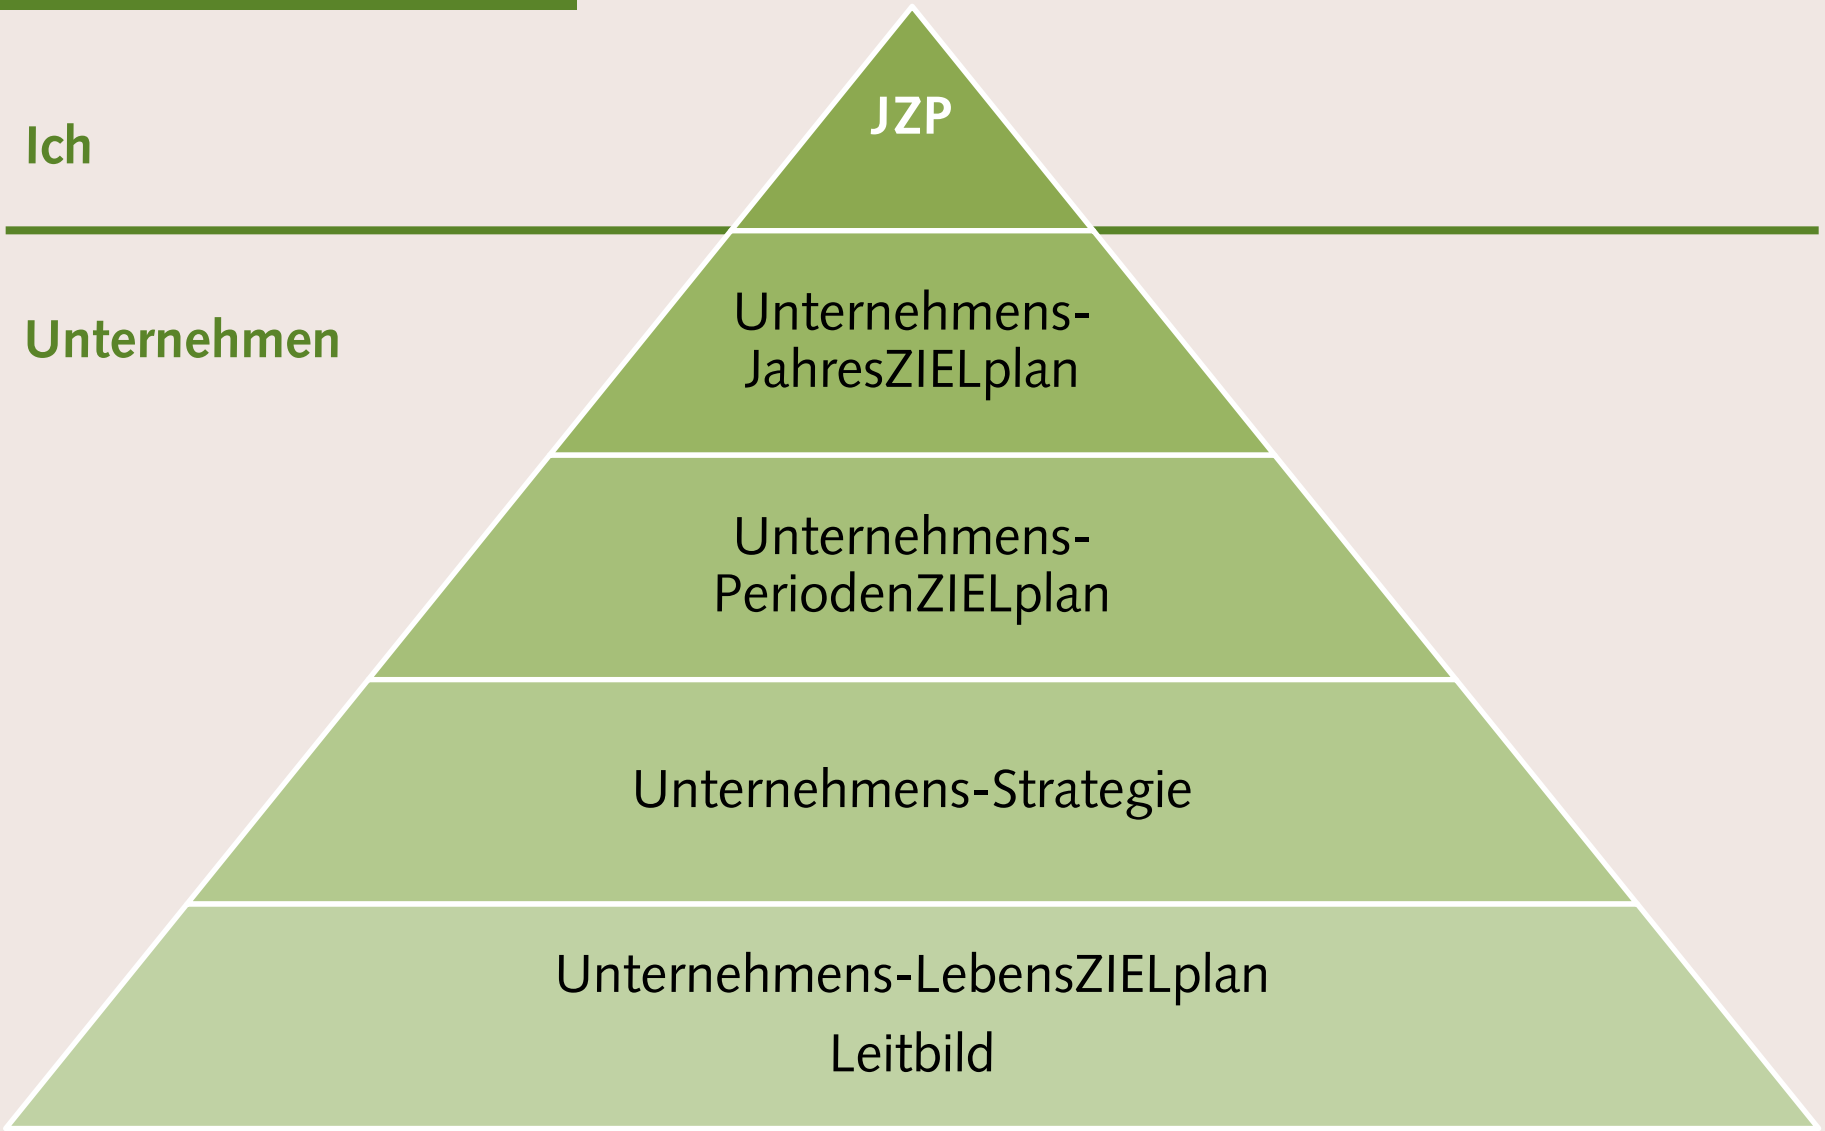 JZP
Ich
Unternehmen
Unternehmens-
JahresZIELplan
Unternehmens-
PeriodenZIELplan
Unternehmens-Strategie
Unternehmens-LebensZIELplan
Leitbild